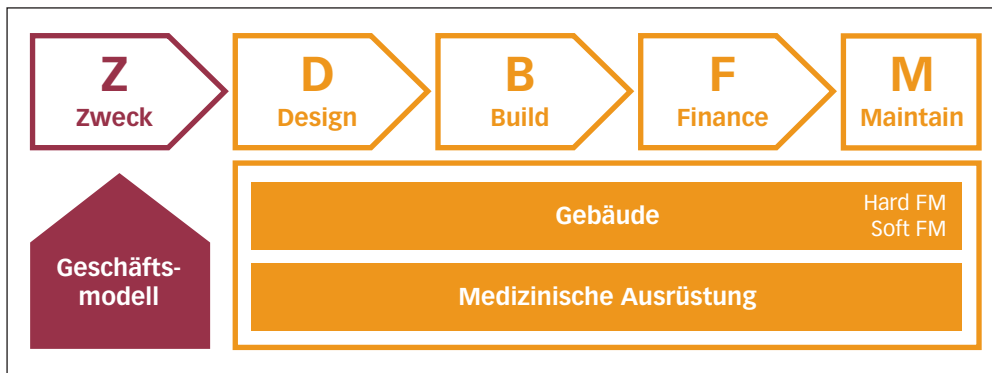 Z
Zweck
D
Design
B
Build
F
Finance
M
Maintain
Geschäfts-
modell
Gebäude
Hard FM
Soft FM
Medizinische Ausrüstung